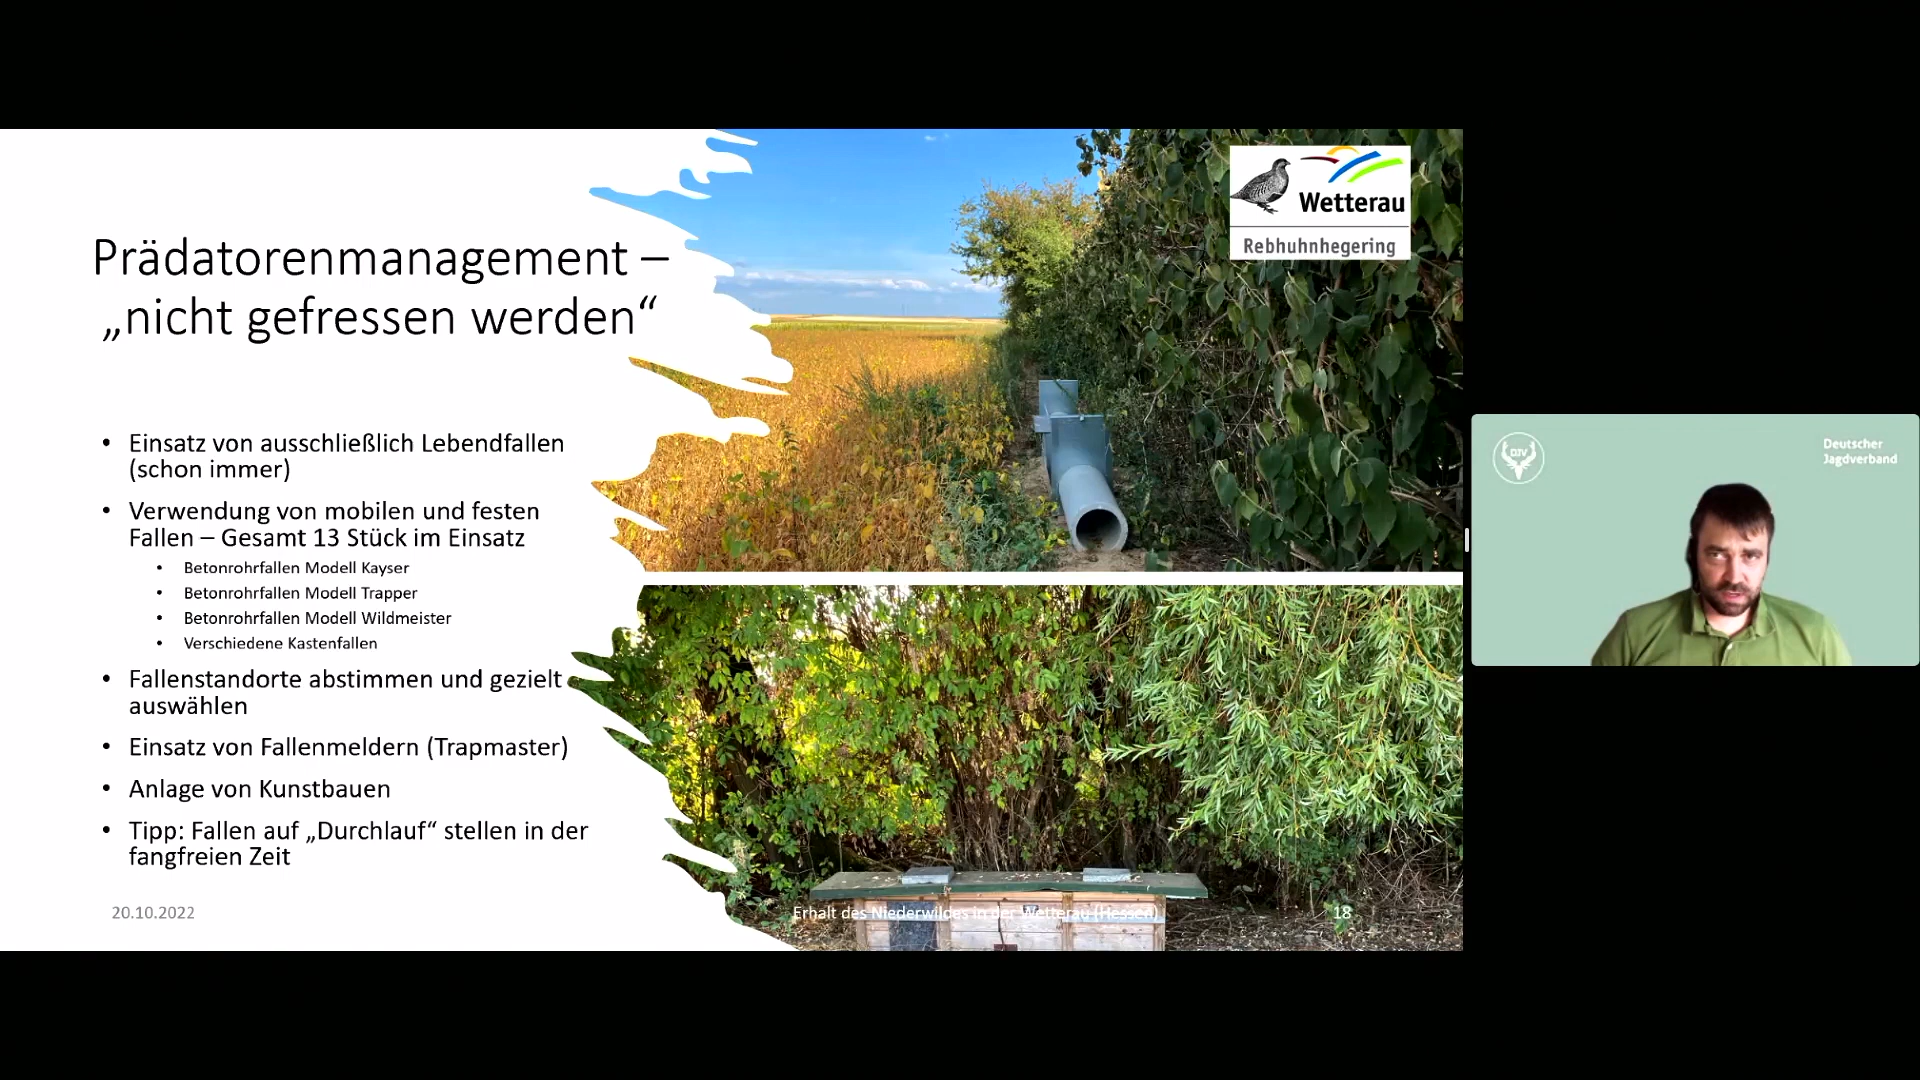 Prädatorenmanagement –
„nicht gefressen werden“
• Einsatz von ausschließlich Lebendfallen
(schon immer)
• Verwendung von mobilen und festen
Fallen – Gesamt 13 Stück im Einsatz
• Betonrohrfallen Modell Kayser
• Betonrohrfallen Modell Trapper
• Betonrohrfallen Modell Wildmeister
• Verschiedene Kastenfallen
• Fallenstandorte abstimmen und gezielt
auswählen
• Einsatz von Fallenmeldern (Trapmaster)
• Anlage von Kunstbauen
• Tipp: Fallen auf „Durchlauf“ stellen in der
fangfreien Zeit
20.10.2022
Erhalt des Niederwildes in der Wetterau (Hessen)
18
Wetterau
Rebhuhnhegering
DJV
Deutscher
Jagdverband